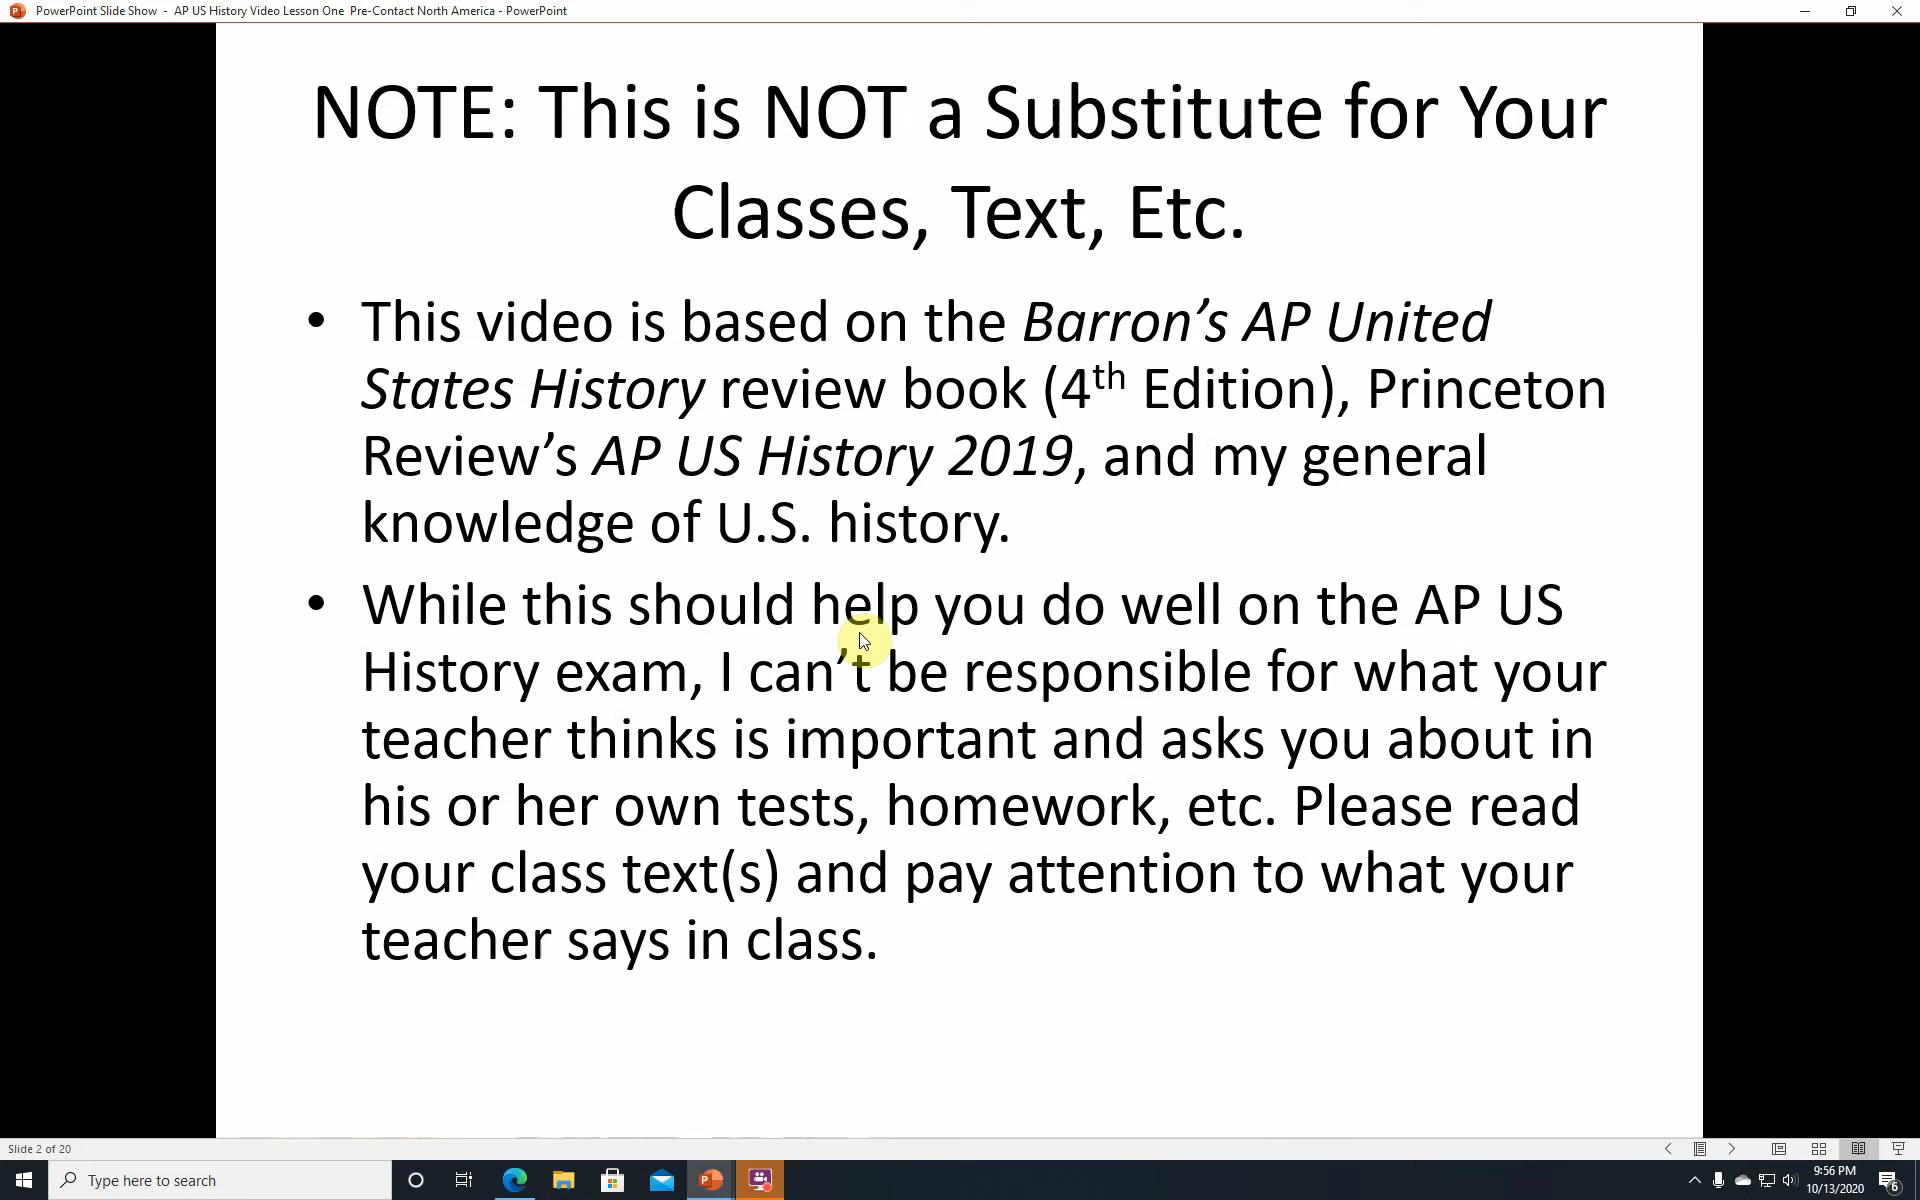 PowerPoint Slide Show - AP US History Video Lesson One Pre-Contact North America - PowerPoint
NOTE: This is NOT a Substitute for Your
Classes, Text, Etc.
• This video is based on the Barron’s AP United
States History review book (4th Edition), Princeton
Review’s AP US History 2019, and my general
knowledge of U.S. history.
• While this should help you do well on the AP US
History exam, I can’t be responsible for what your
teacher thinks is important and asks you about in
his or her own tests, homework, etc. Please read
your class text(s) and pay attention to what your
teacher says in class.
Slide 2 of 20
Type here to search
9:56 PM
10/13/2020
6